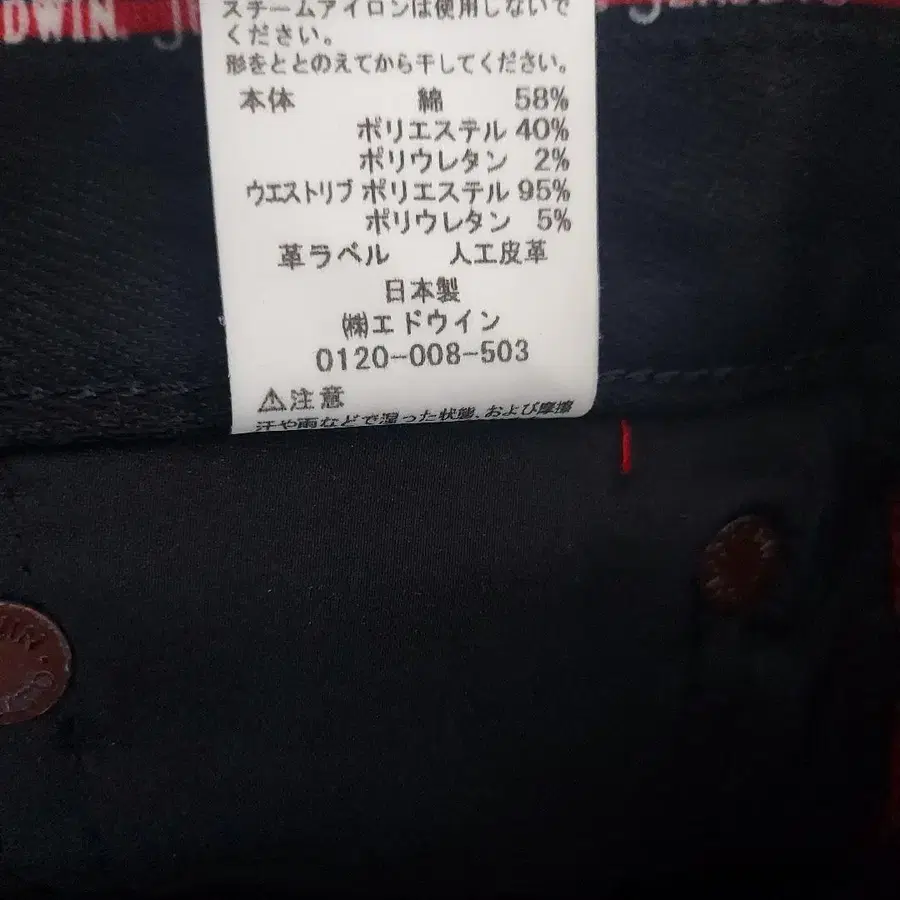 DWIN
スチームアイロンは使用しないで
ください。
形をととのえてから干してください。
本体 綿 58%
ポリエステル 40%
ポリウレタン 2%
ウエストリブ ポリエステル 95%
ポリウレタン 5%
革ラベル 人工皮革
日本製
㈱エドウイン
0120-008-503
⚠注意
汗や雨などで湿った状態、および摩擦